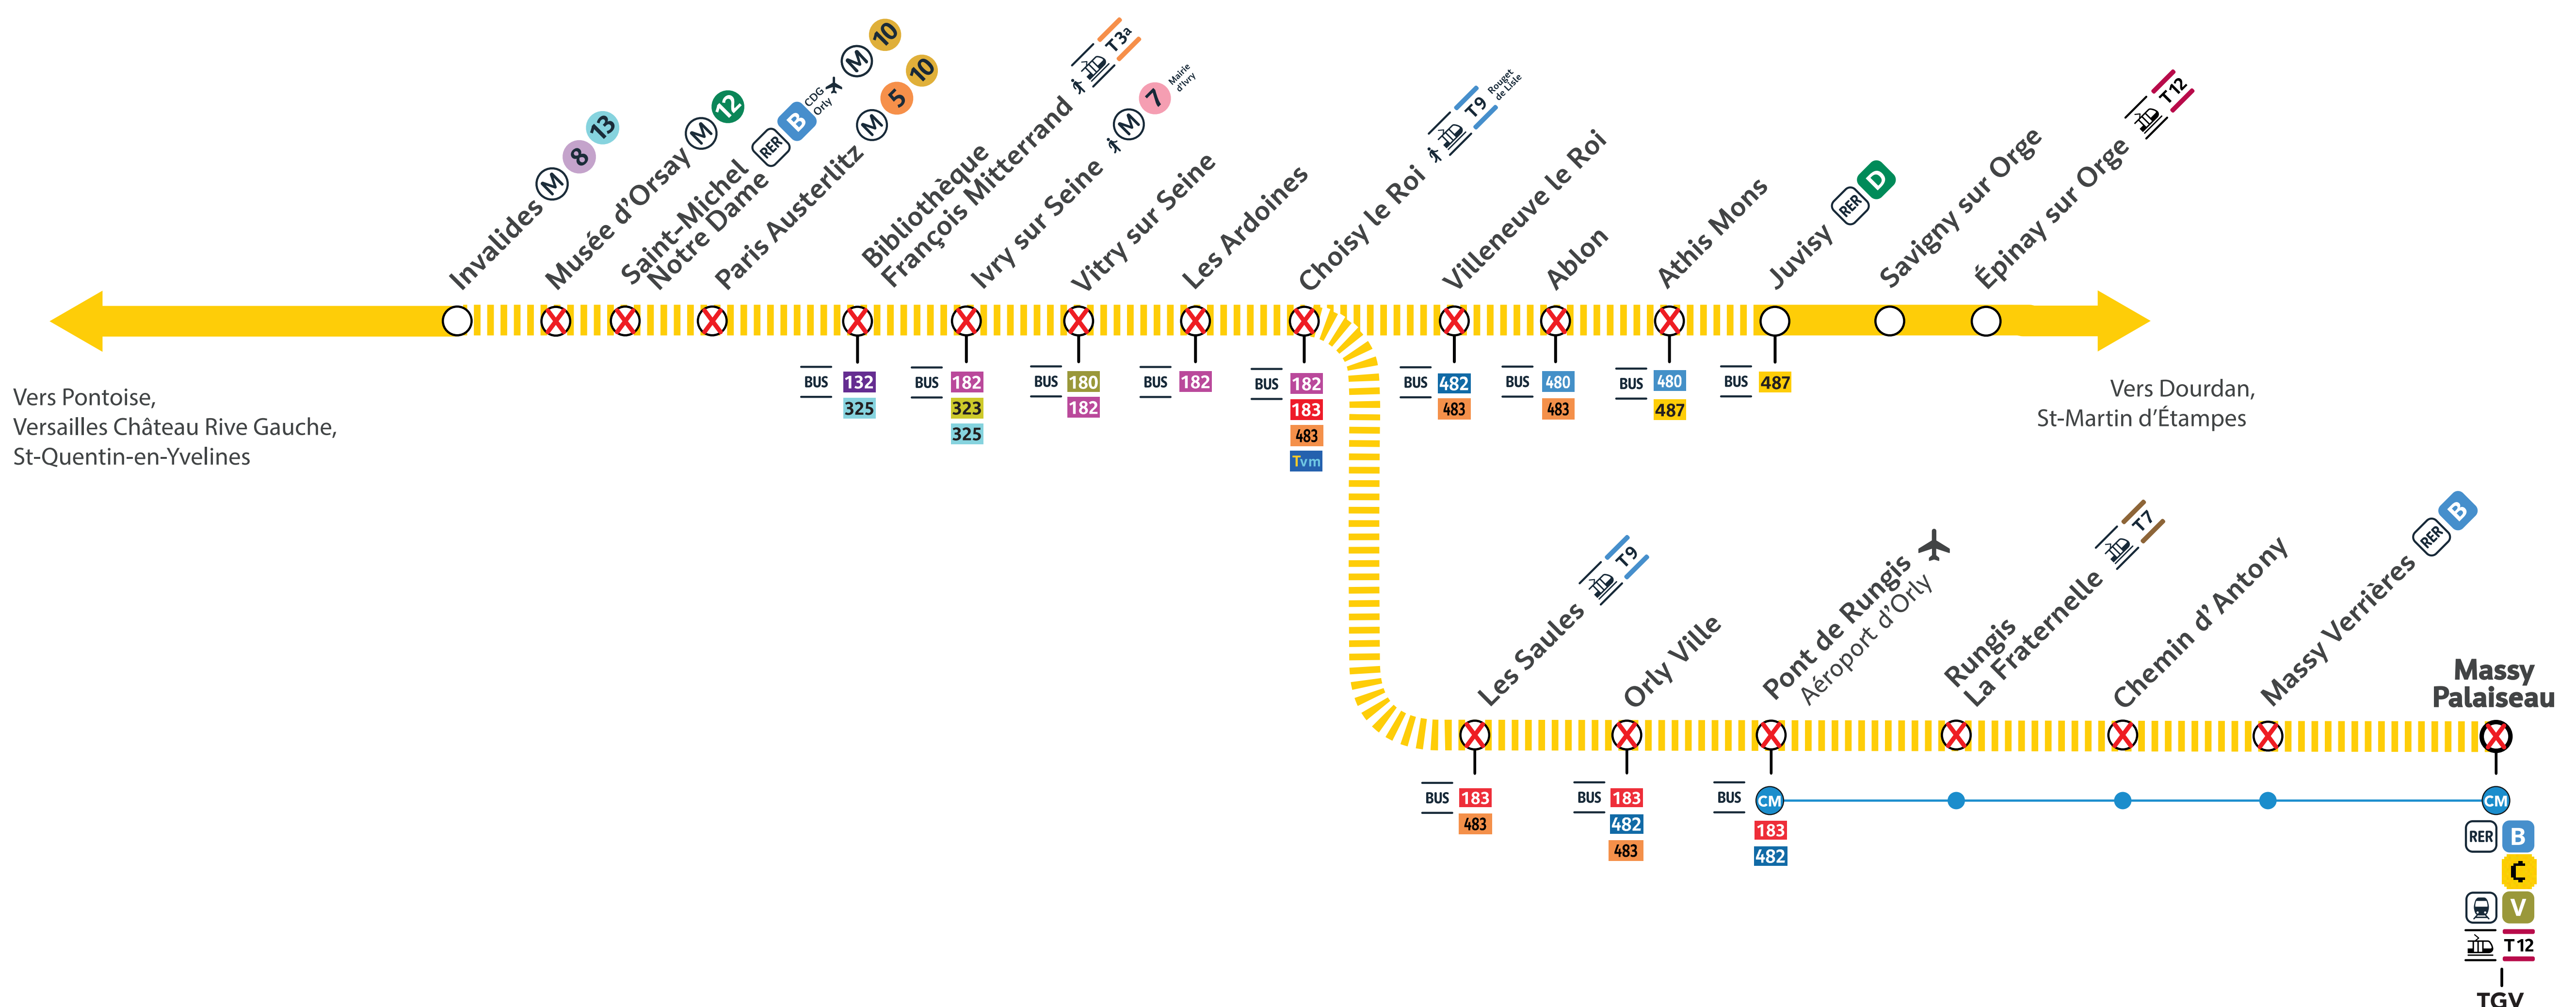 Invalides M 8 13
Musée d'Orsay M 12
Saint-Michel
Notre Dame RER B CDG
Orly M 10
Paris Austerlitz M 5 10
Bibliothèque
François Mitterrand T3a
Ivry sur Seine M 7 Mairie
d'Ivry
Vitry sur Seine
Les Ardoines
Choisy le Roi T9 Rouget
de Lisle
Villeneuve le Roi
Ablon
Athis Mons
Juvisy RER D
Savigny sur Orge
Épinay sur Orge T12
BUS 132
325
BUS 182
323
325
BUS 180
182
BUS 182
BUS 182
183
483
Tvm
BUS 482
483
BUS 480
483
BUS 480
487
BUS 487
Vers Pontoise,
Versailles Château Rive Gauche,
St-Quentin-en-Yvelines
Vers Dourdan,
St-Martin d'Étampes
Les Saules T9
Orly Ville
Pont de Rungis
Aéroport d'Orly
Rungis
La Fraternelle T7
Chemin d'Antony
Massy Verrières RER B
Massy
Palaiseau
BUS 183
483
BUS 183
482
483
BUS CM
183
482
CM
RER B
C
V
T12
TGV